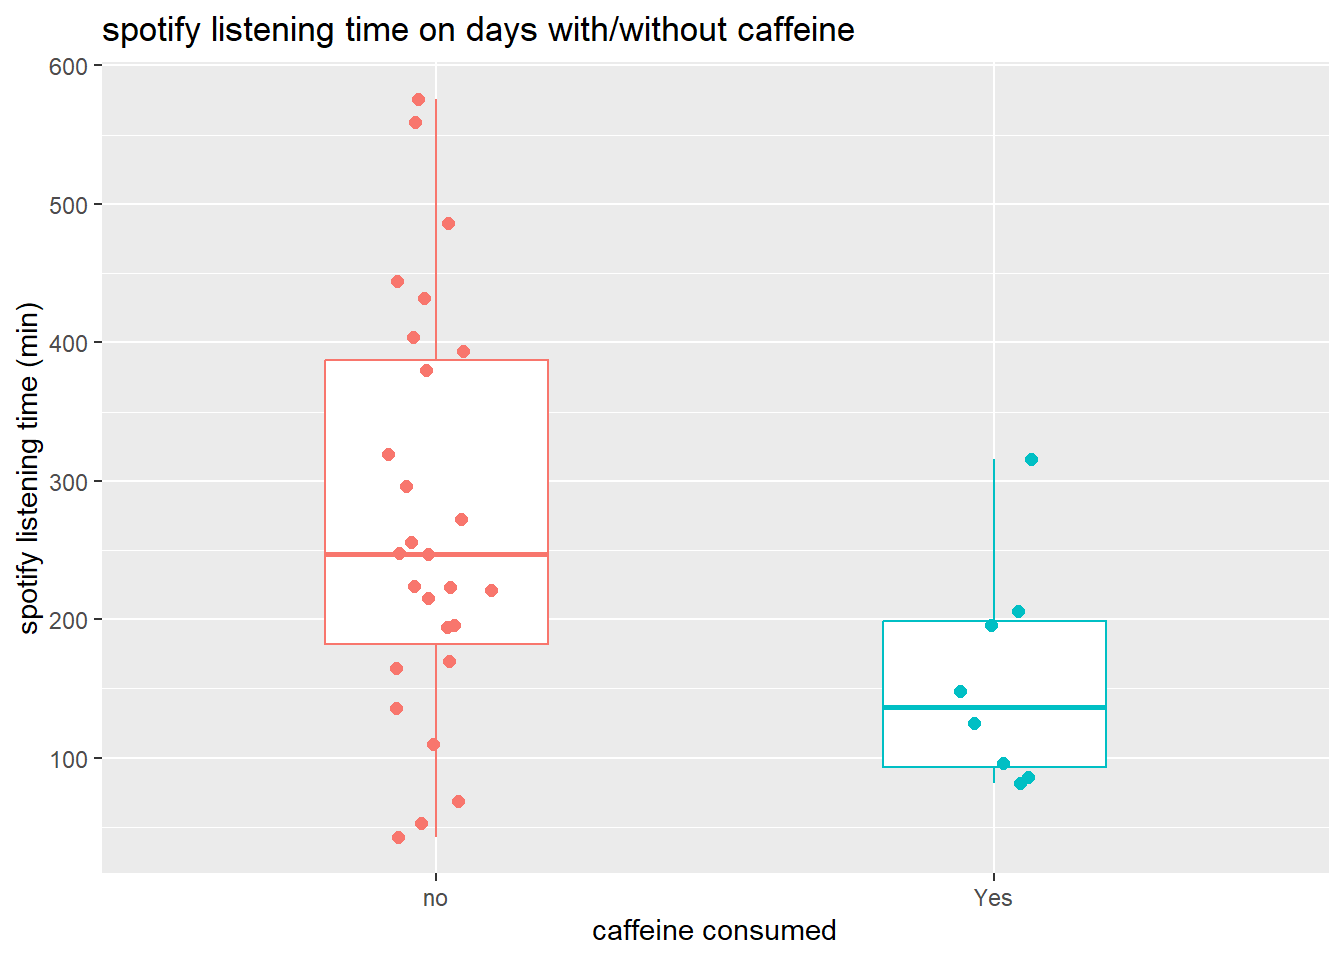 spotify listening time on days with/without caffeine
spotify listening time (min)
600
500
400
300
200
100
no
Yes
caffeine consumed